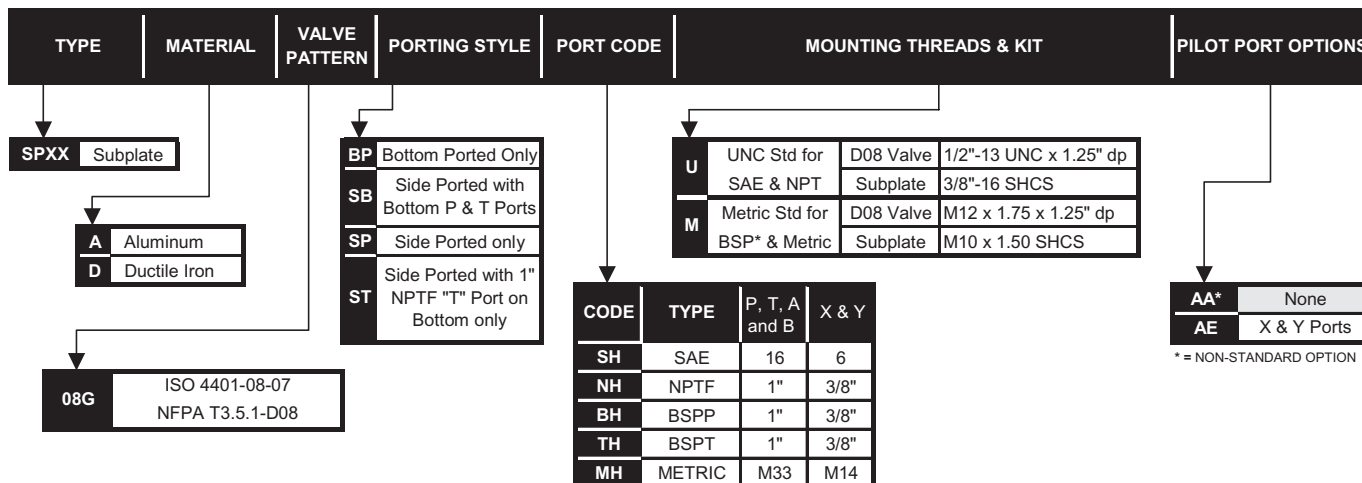 TYPE MATERIAL VALVE PATTERN PORTING STYLE PORT CODE MOUNTING THREADS & KIT PILOT PORT OPTIONS
SPXX Subplate
A Aluminum
D Ductile Iron
08G ISO 4401-08-07
NFPA T3.5.1-D08
BP Bottom Ported Only
SB Side Ported with
Bottom P & T Ports
SP Side Ported only
ST Side Ported with 1"
NPTF "T" Port on
Bottom only
CODE TYPE P, T, A and B X & Y
SH SAE 16 6
NH NPTF 1" 3/8"
BH BSPP 1" 3/8"
TH BSPT 1" 3/8"
MH METRIC M33 M14
U UNC Std for D08 Valve 1/2"-13 UNC x 1.25" dp
SAE & NPT Subplate 3/8"-16 SHCS
M Metric Std for D08 Valve M12 x 1.75 x 1.25" dp
BSP* & Metric Subplate M10 x 1.50 SHCS
AA* None
AE X & Y Ports
* = NON-STANDARD OPTION